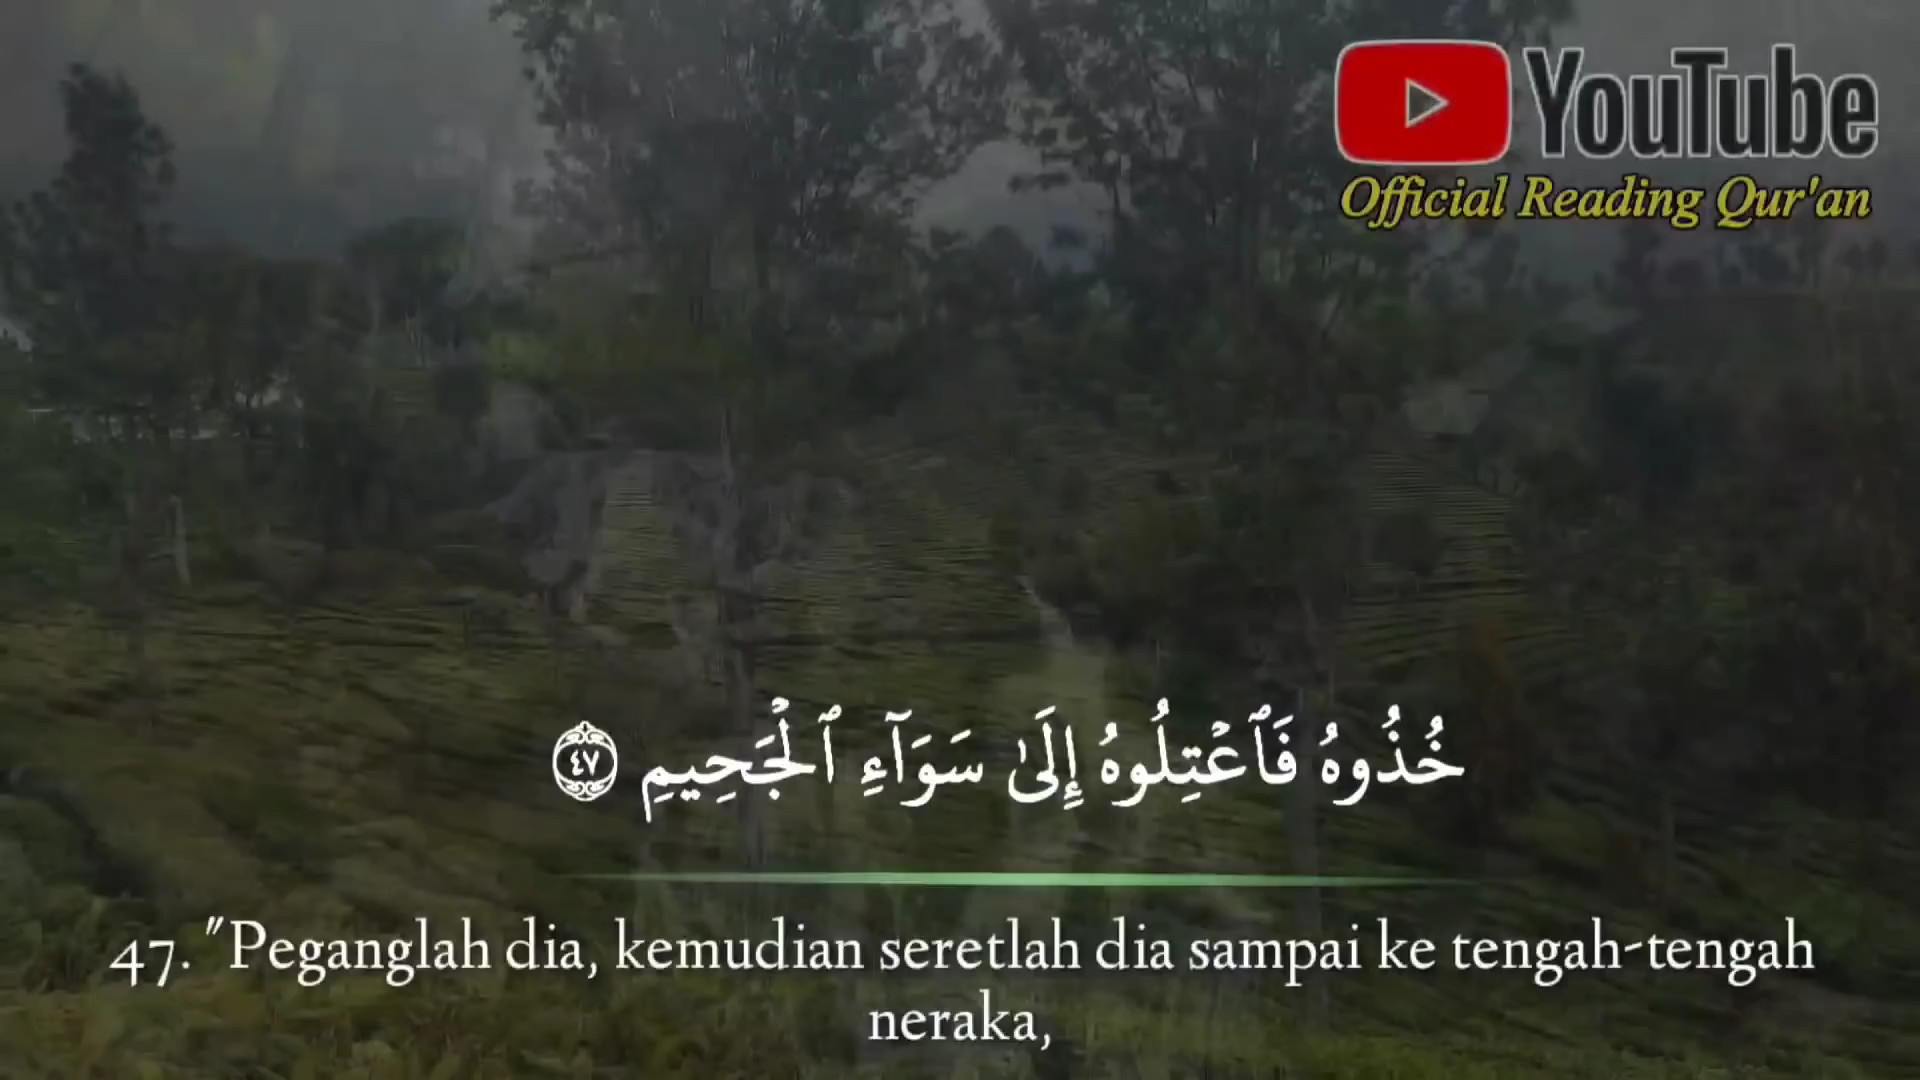 YouTube
Official Reading Qur'an
خُذُوهُ فَٱعْتِلُوهُ إِلَىٰ سَوَآءِ ٱلْجَحِيمِ ٤٧
47. "Peganglah dia, kemudian seretlah dia sampai ke tengah-tengah
neraka,